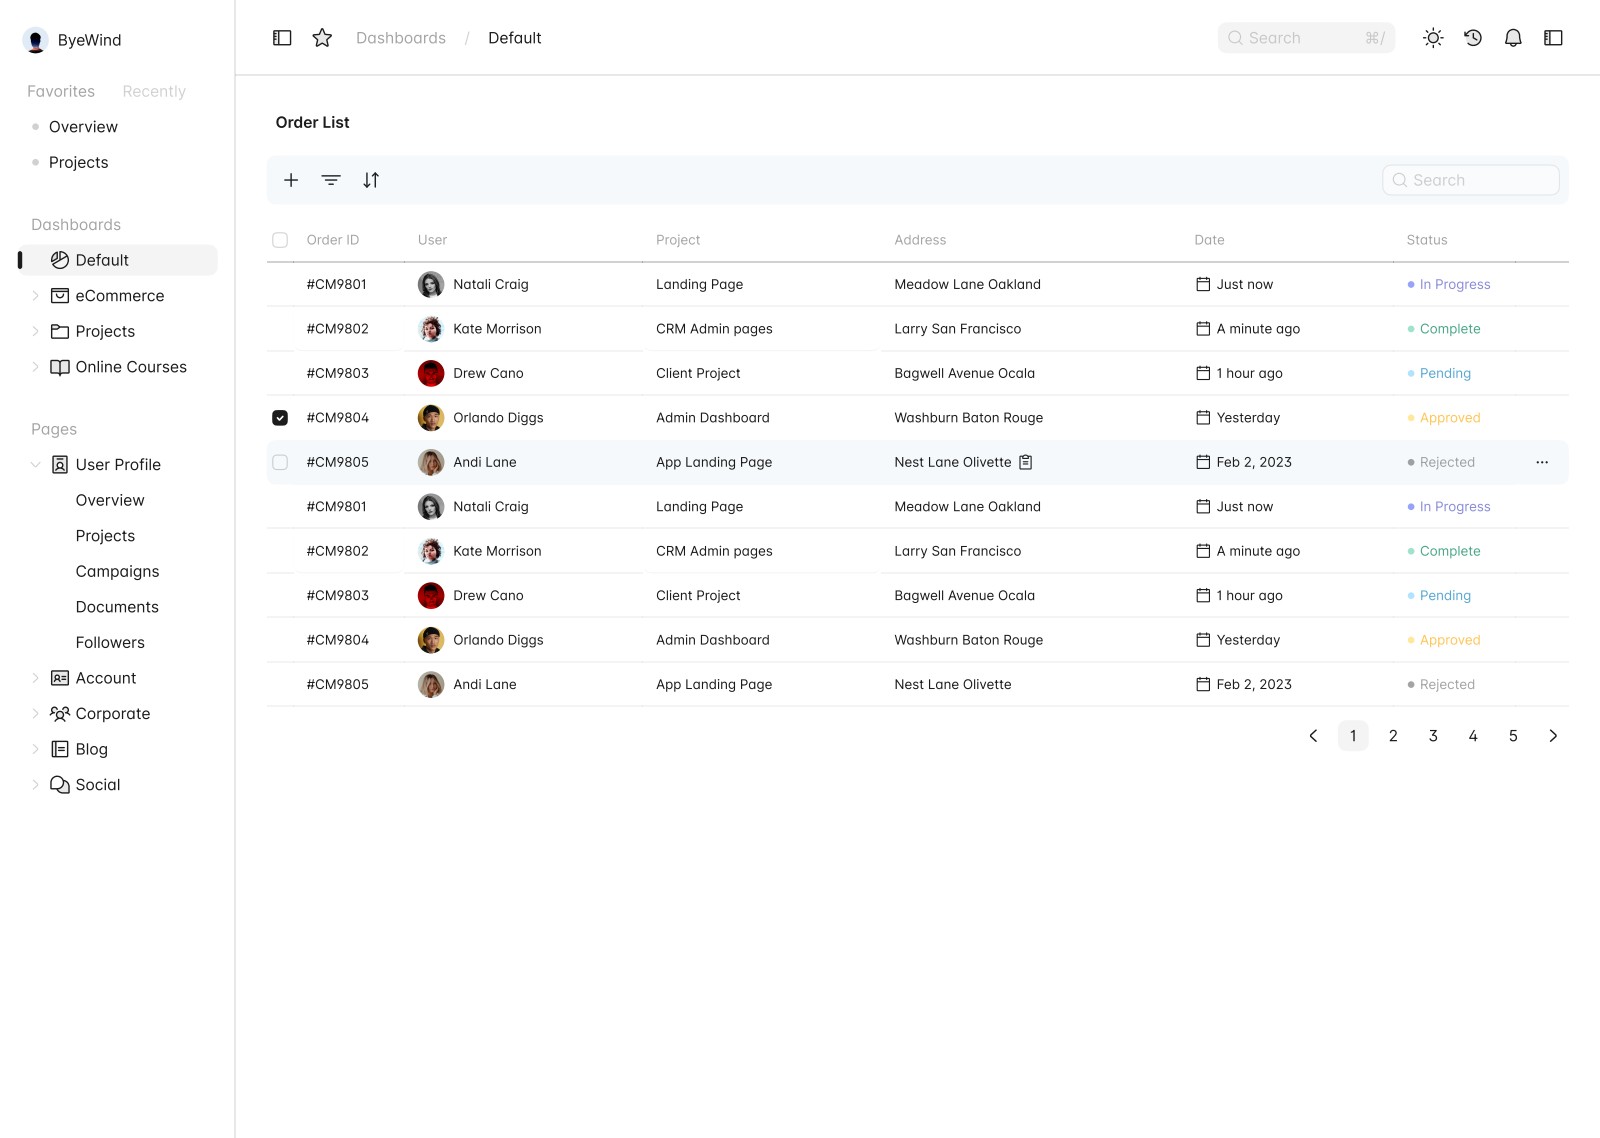 ByeWind
Favorites Recently
Overview
Projects
Dashboards
Default
eCommerce
Projects
Online Courses
Pages
User Profile
Overview
Projects
Campaigns
Documents
Followers
Account
Corporate
Blog
Social
Dashboards / Default
Search ⌘/
Order List
Search
Order ID User Project Address Date Status
#CM9801 Natali Craig Landing Page Meadow Lane Oakland Just now In Progress
#CM9802 Kate Morrison CRM Admin pages Larry San Francisco A minute ago Complete
#CM9803 Drew Cano Client Project Bagwell Avenue Ocala 1 hour ago Pending
#CM9804 Orlando Diggs Admin Dashboard Washburn Baton Rouge Yesterday Approved
#CM9805 Andi Lane App Landing Page Nest Lane Olivette Feb 2, 2023 Rejected
#CM9801 Natali Craig Landing Page Meadow Lane Oakland Just now In Progress
#CM9802 Kate Morrison CRM Admin pages Larry San Francisco A minute ago Complete
#CM9803 Drew Cano Client Project Bagwell Avenue Ocala 1 hour ago Pending
#CM9804 Orlando Diggs Admin Dashboard Washburn Baton Rouge Yesterday Approved
#CM9805 Andi Lane App Landing Page Nest Lane Olivette Feb 2, 2023 Rejected
1 2 3 4 5